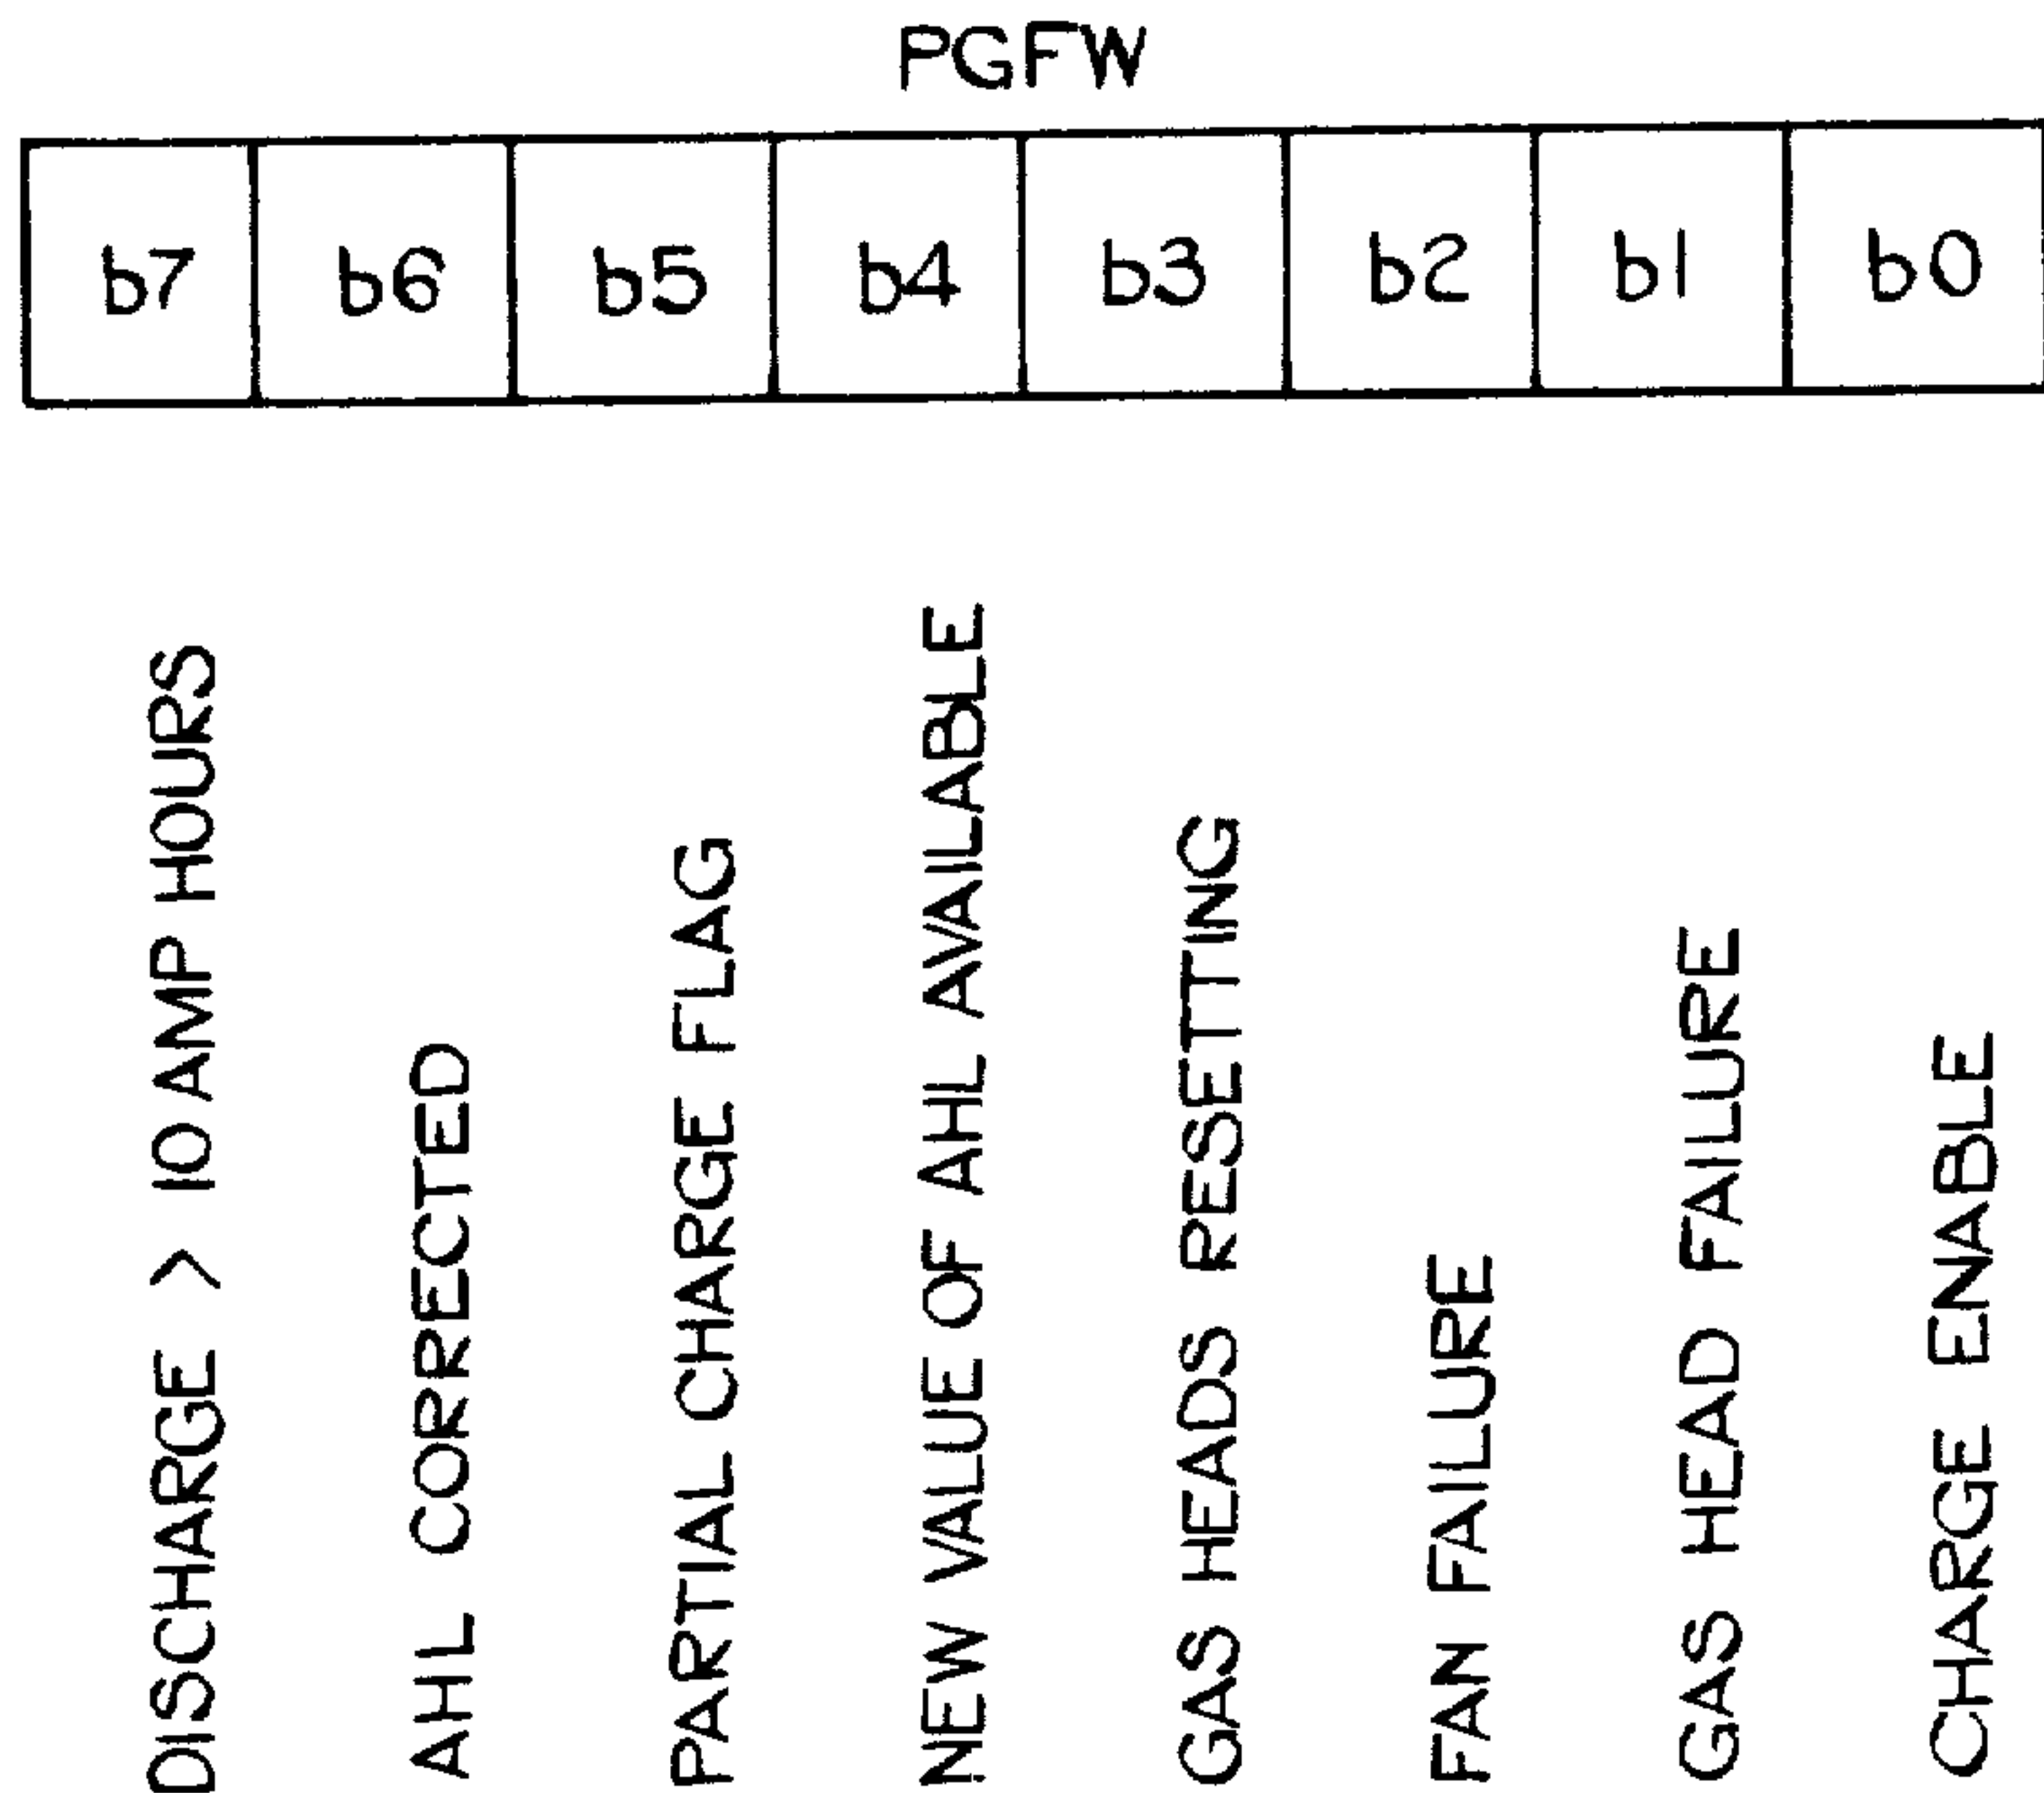 PGFW
b7 b6 b5 b4 b3 b2 b1 b0
DISCHARGE > 10 AMP HOURS
AHL CORRECTED
PARTIAL CHARGE FLAG
NEW VALUE OF AHL AVAILABLE
GAS HEADS RESETTING
FAN FAILURE
GAS HEAD FAILURE
CHARGE ENABLE